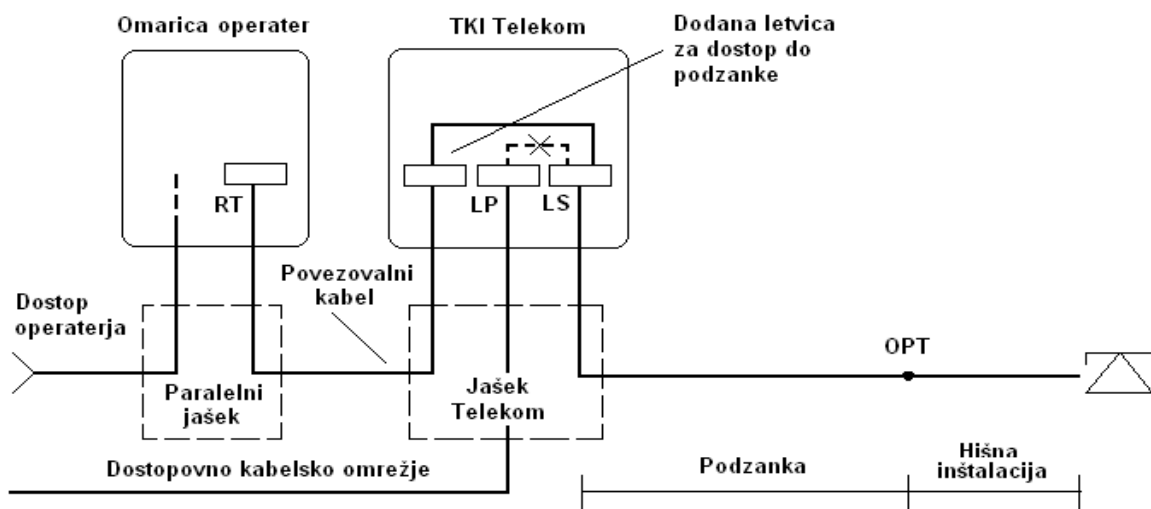 Omarica operater
TKI Telekom
Dodana letvica
za dostop do
podzanke
RT
LP
LS
Povezovalni
kabel
Dostop
operaterja
OPT
Paralelni
jašek
Jašek
Telekom
Dostopovno kabelsko omrežje
Podzanka
Hišna
inštalacija